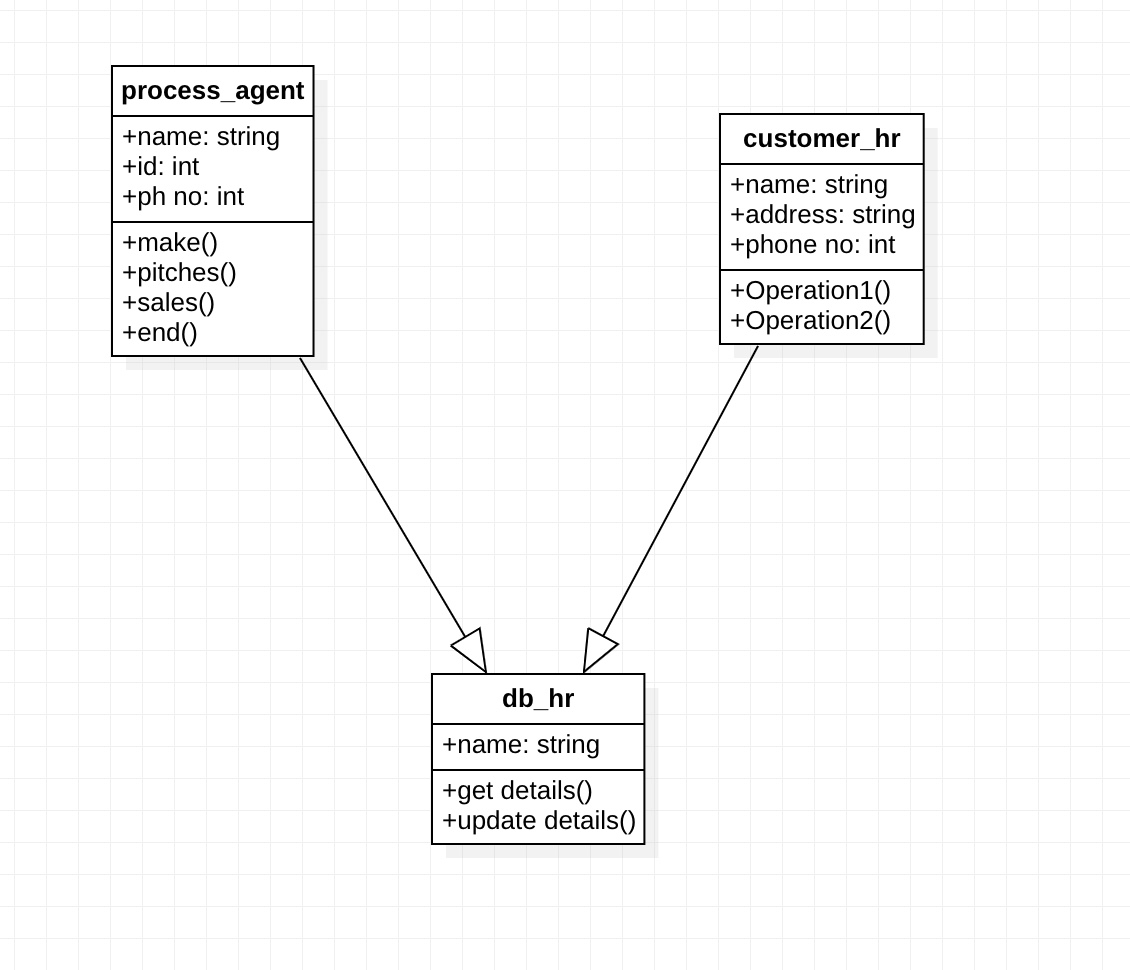 process_agent
+name: string
+id: int
+ph no: int
+make()
+pitches()
+sales()
+end()
customer_hr
+name: string
+address: string
+phone no: int
+Operation1()
+Operation2()
db_hr
+name: string
+get details()
+update details()